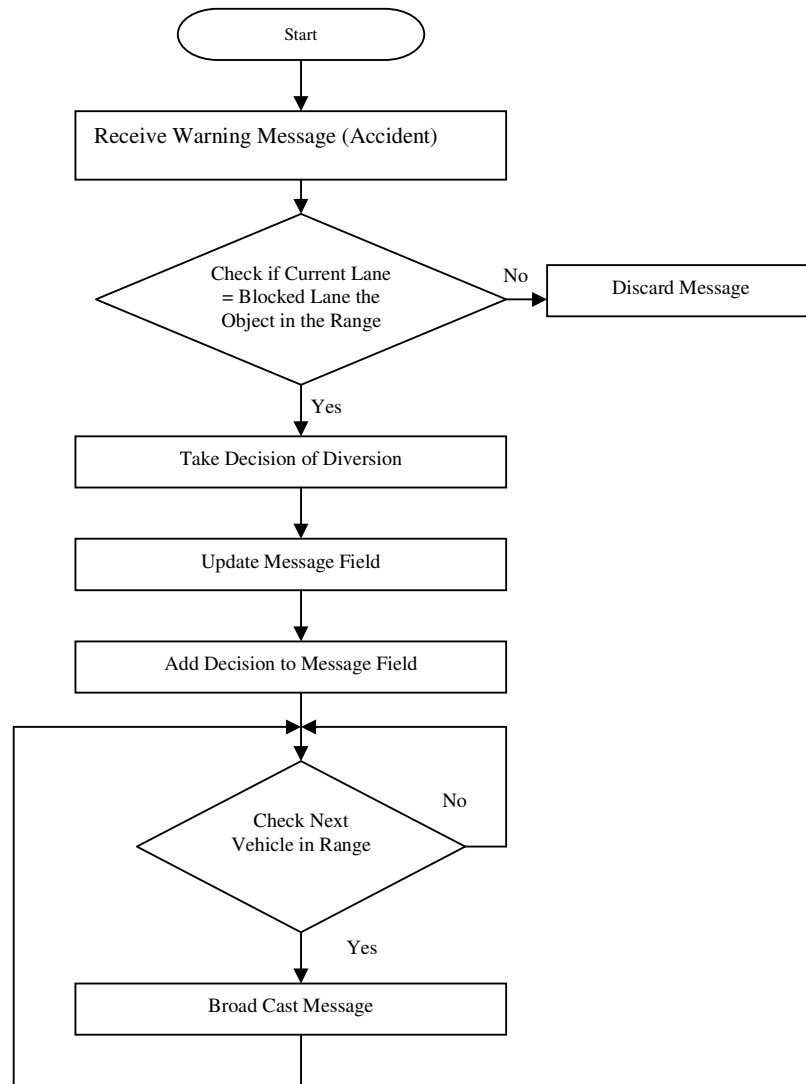 Start
Receive Warning Message (Accident)
Check if Current Lane
= Blocked Lane the
Object in the Range
No
Discard Message
Yes
Take Decision of Diversion
Update Message Field
Add Decision to Message Field
No
Check Next
Vehicle in Range
Yes
Broad Cast Message